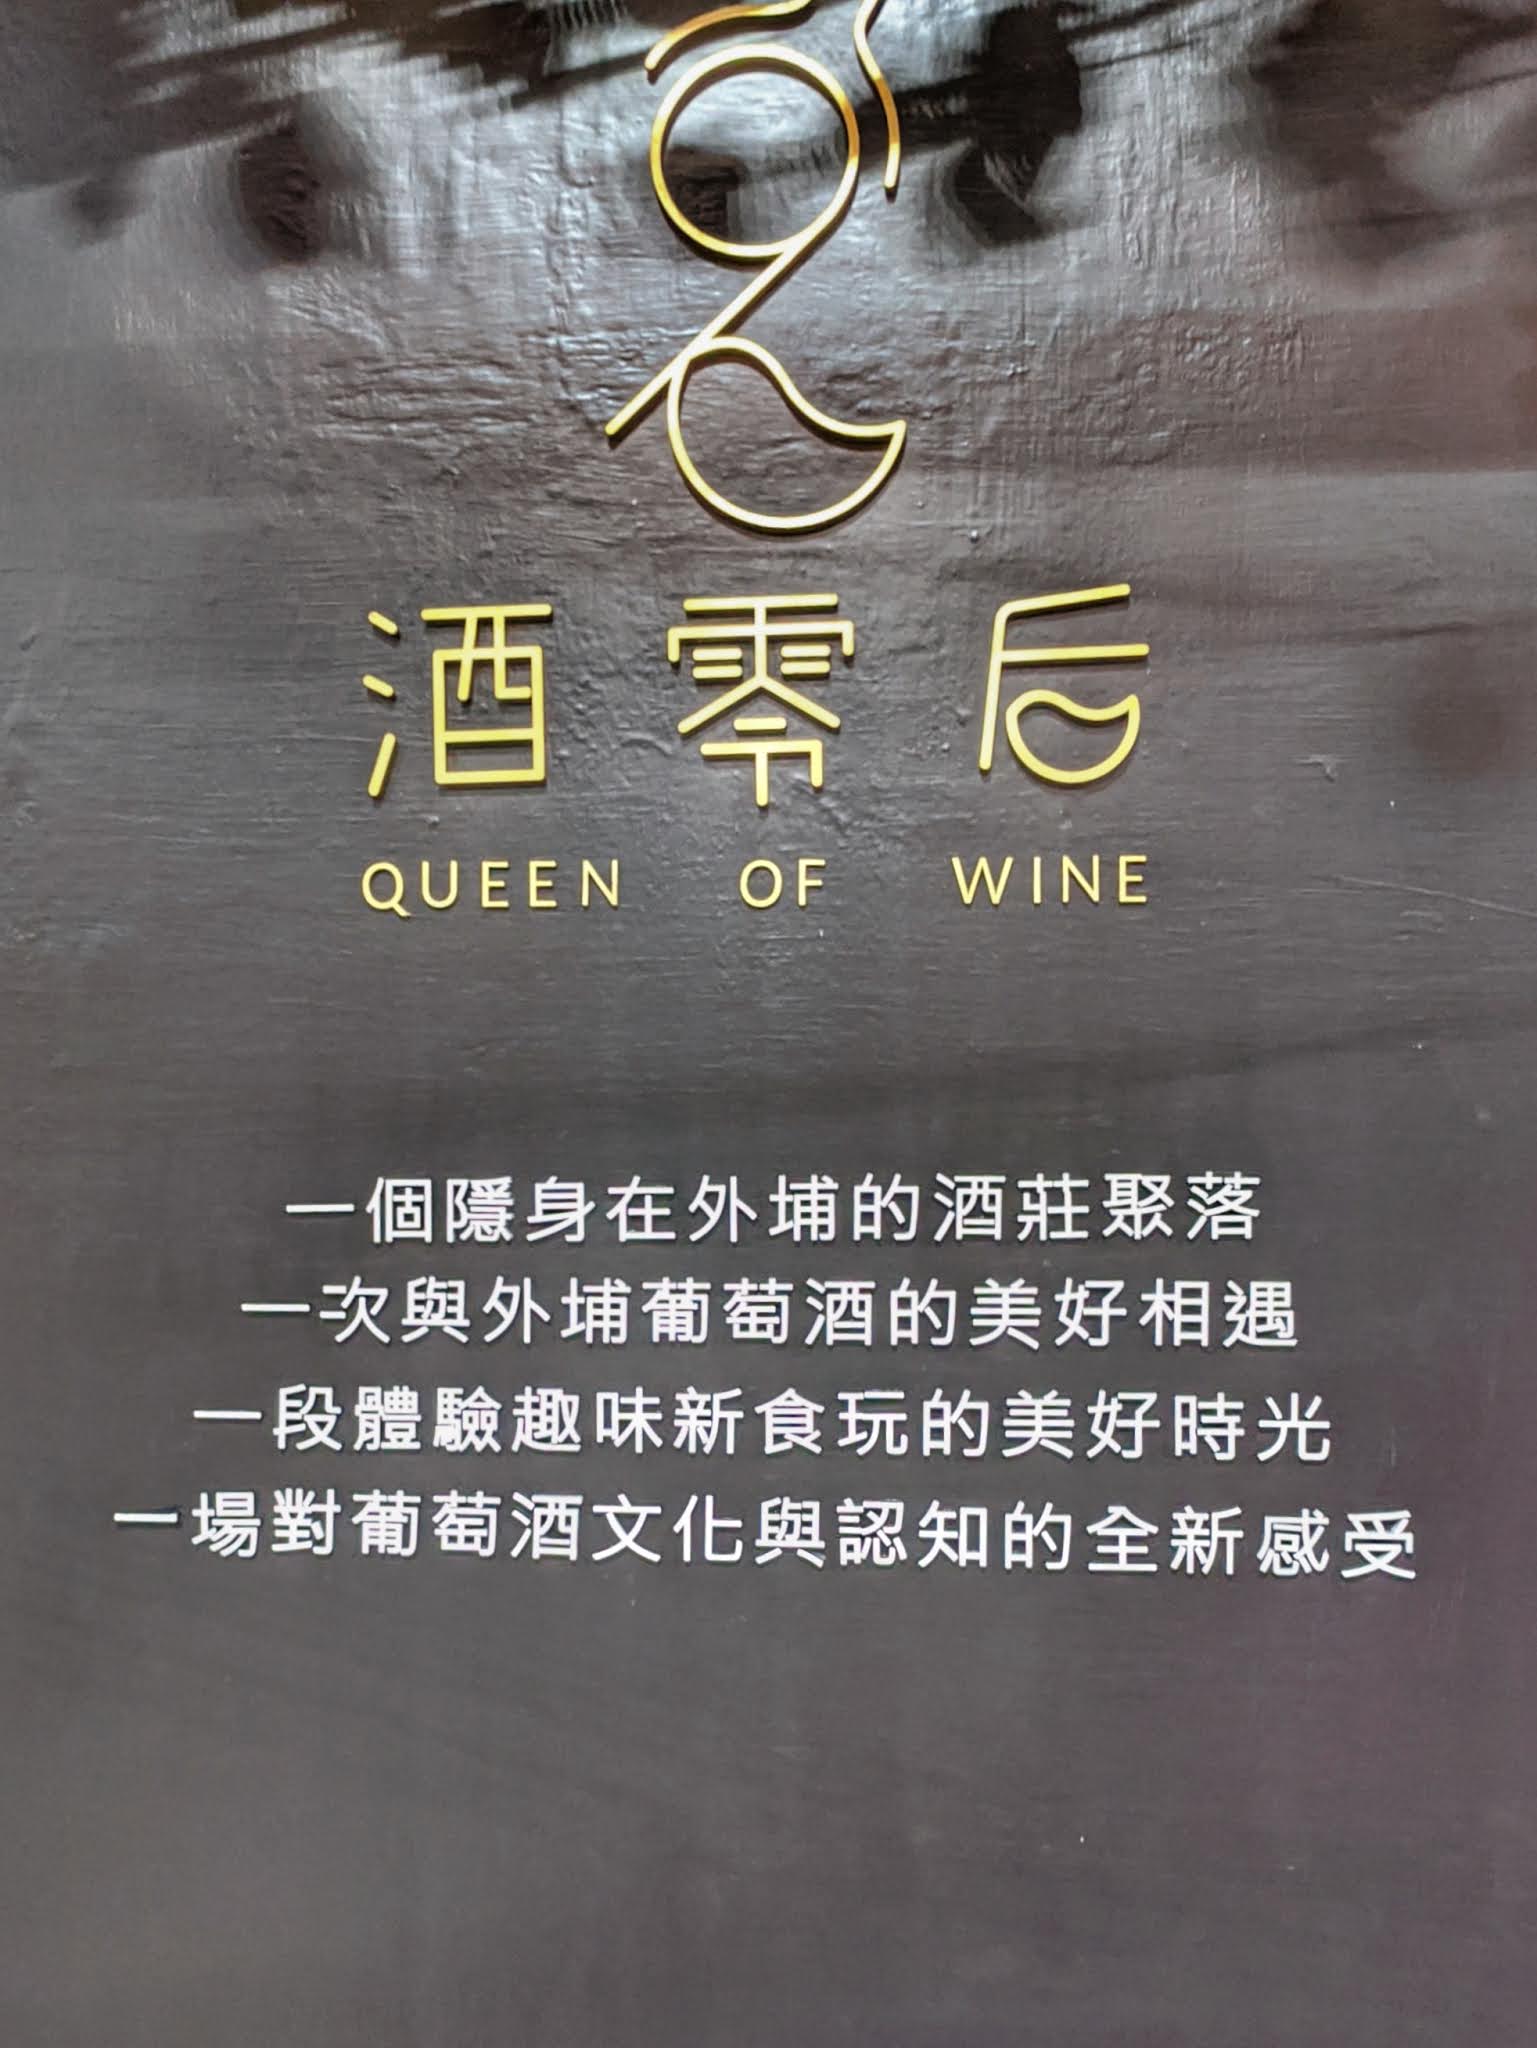 酒零后
QUEEN OF WINE
一個隱身在外埔的酒莊聚落
一次與外埔葡萄酒的美好相遇
一段體驗趣味新食玩的美好時光
一場對葡萄酒文化與認知的全新感受